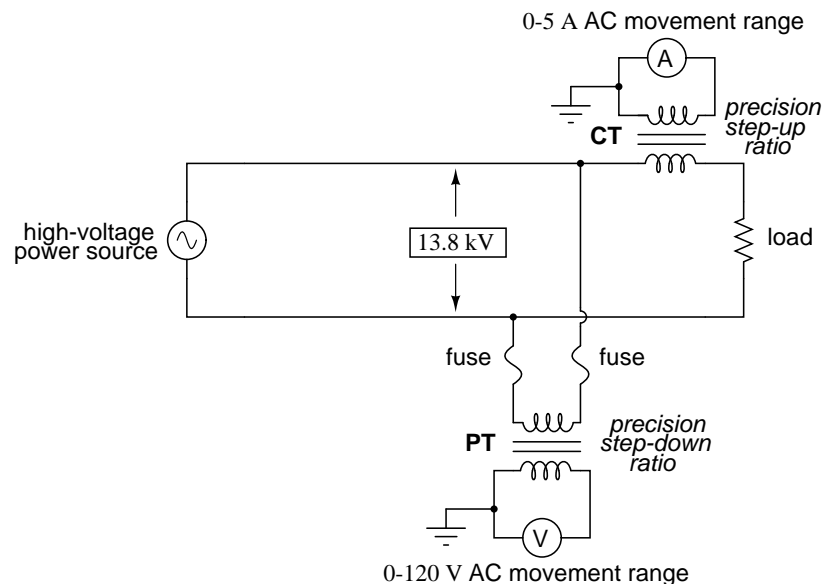 0-5 A AC movement range
A
precision
step-up
ratio
CT
high-voltage
power source
13.8 kV
load
fuse
fuse
PT
precision
step-down
ratio
V
0-120 V AC movement range